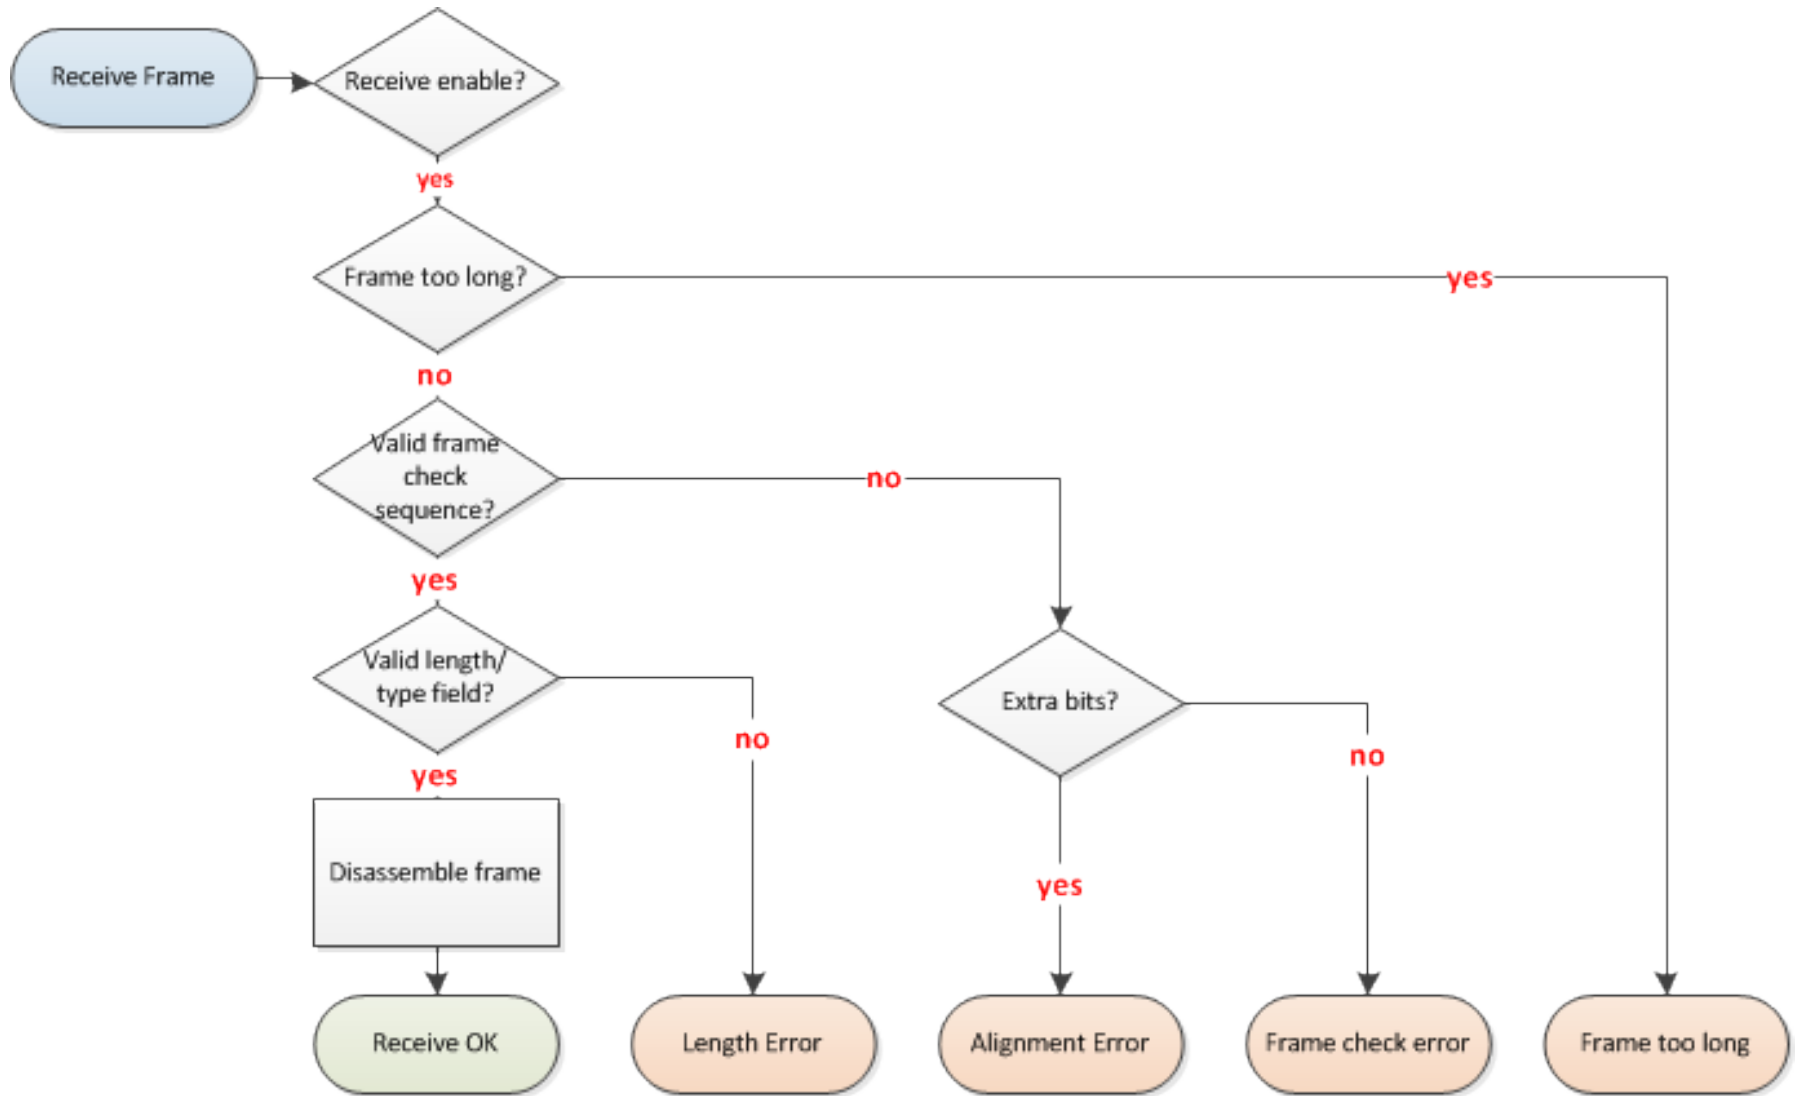 Receive Frame
Receive enable?
yes
Frame too long?
yes
no
Valid frame
check
sequence?
no
yes
Valid length/
type field?
no
Extra bits?
no
yes
yes
Disassemble frame
Receive OK
Length Error
Alignment Error
Frame check error
Frame too long